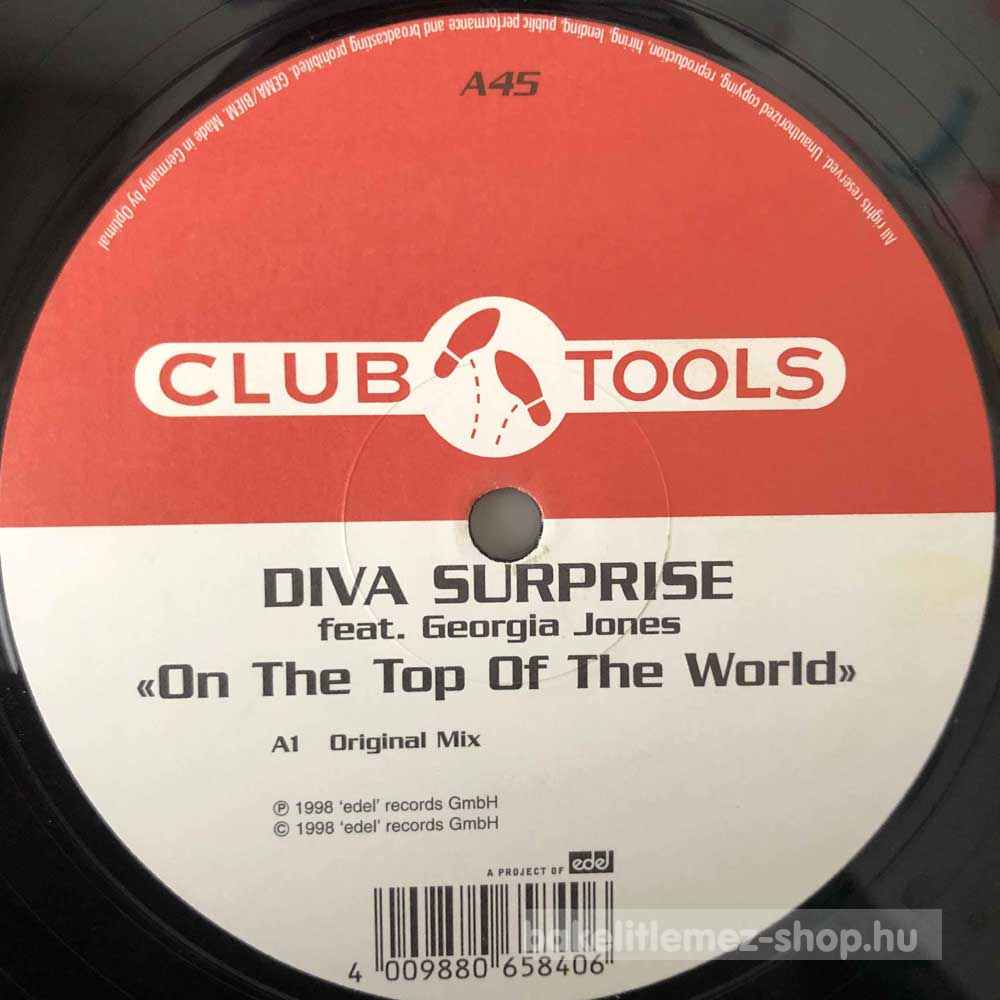 A45
All rights reserved. Unauthorized copying, reproduction, hiring, lending, public performance and broadcasting prohibited. GEMA/BIEM. Made in Germany by Optimal
CLUB TOOLS
DIVA SURPRISE
feat. Georgia Jones
«On The Top Of The World»
A1 Original Mix
℗ 1998 'edel' records GmbH
© 1998 'edel' records GmbH
A PROJECT OF edel
bakelitlemez-shop.hu
4 009880 658406